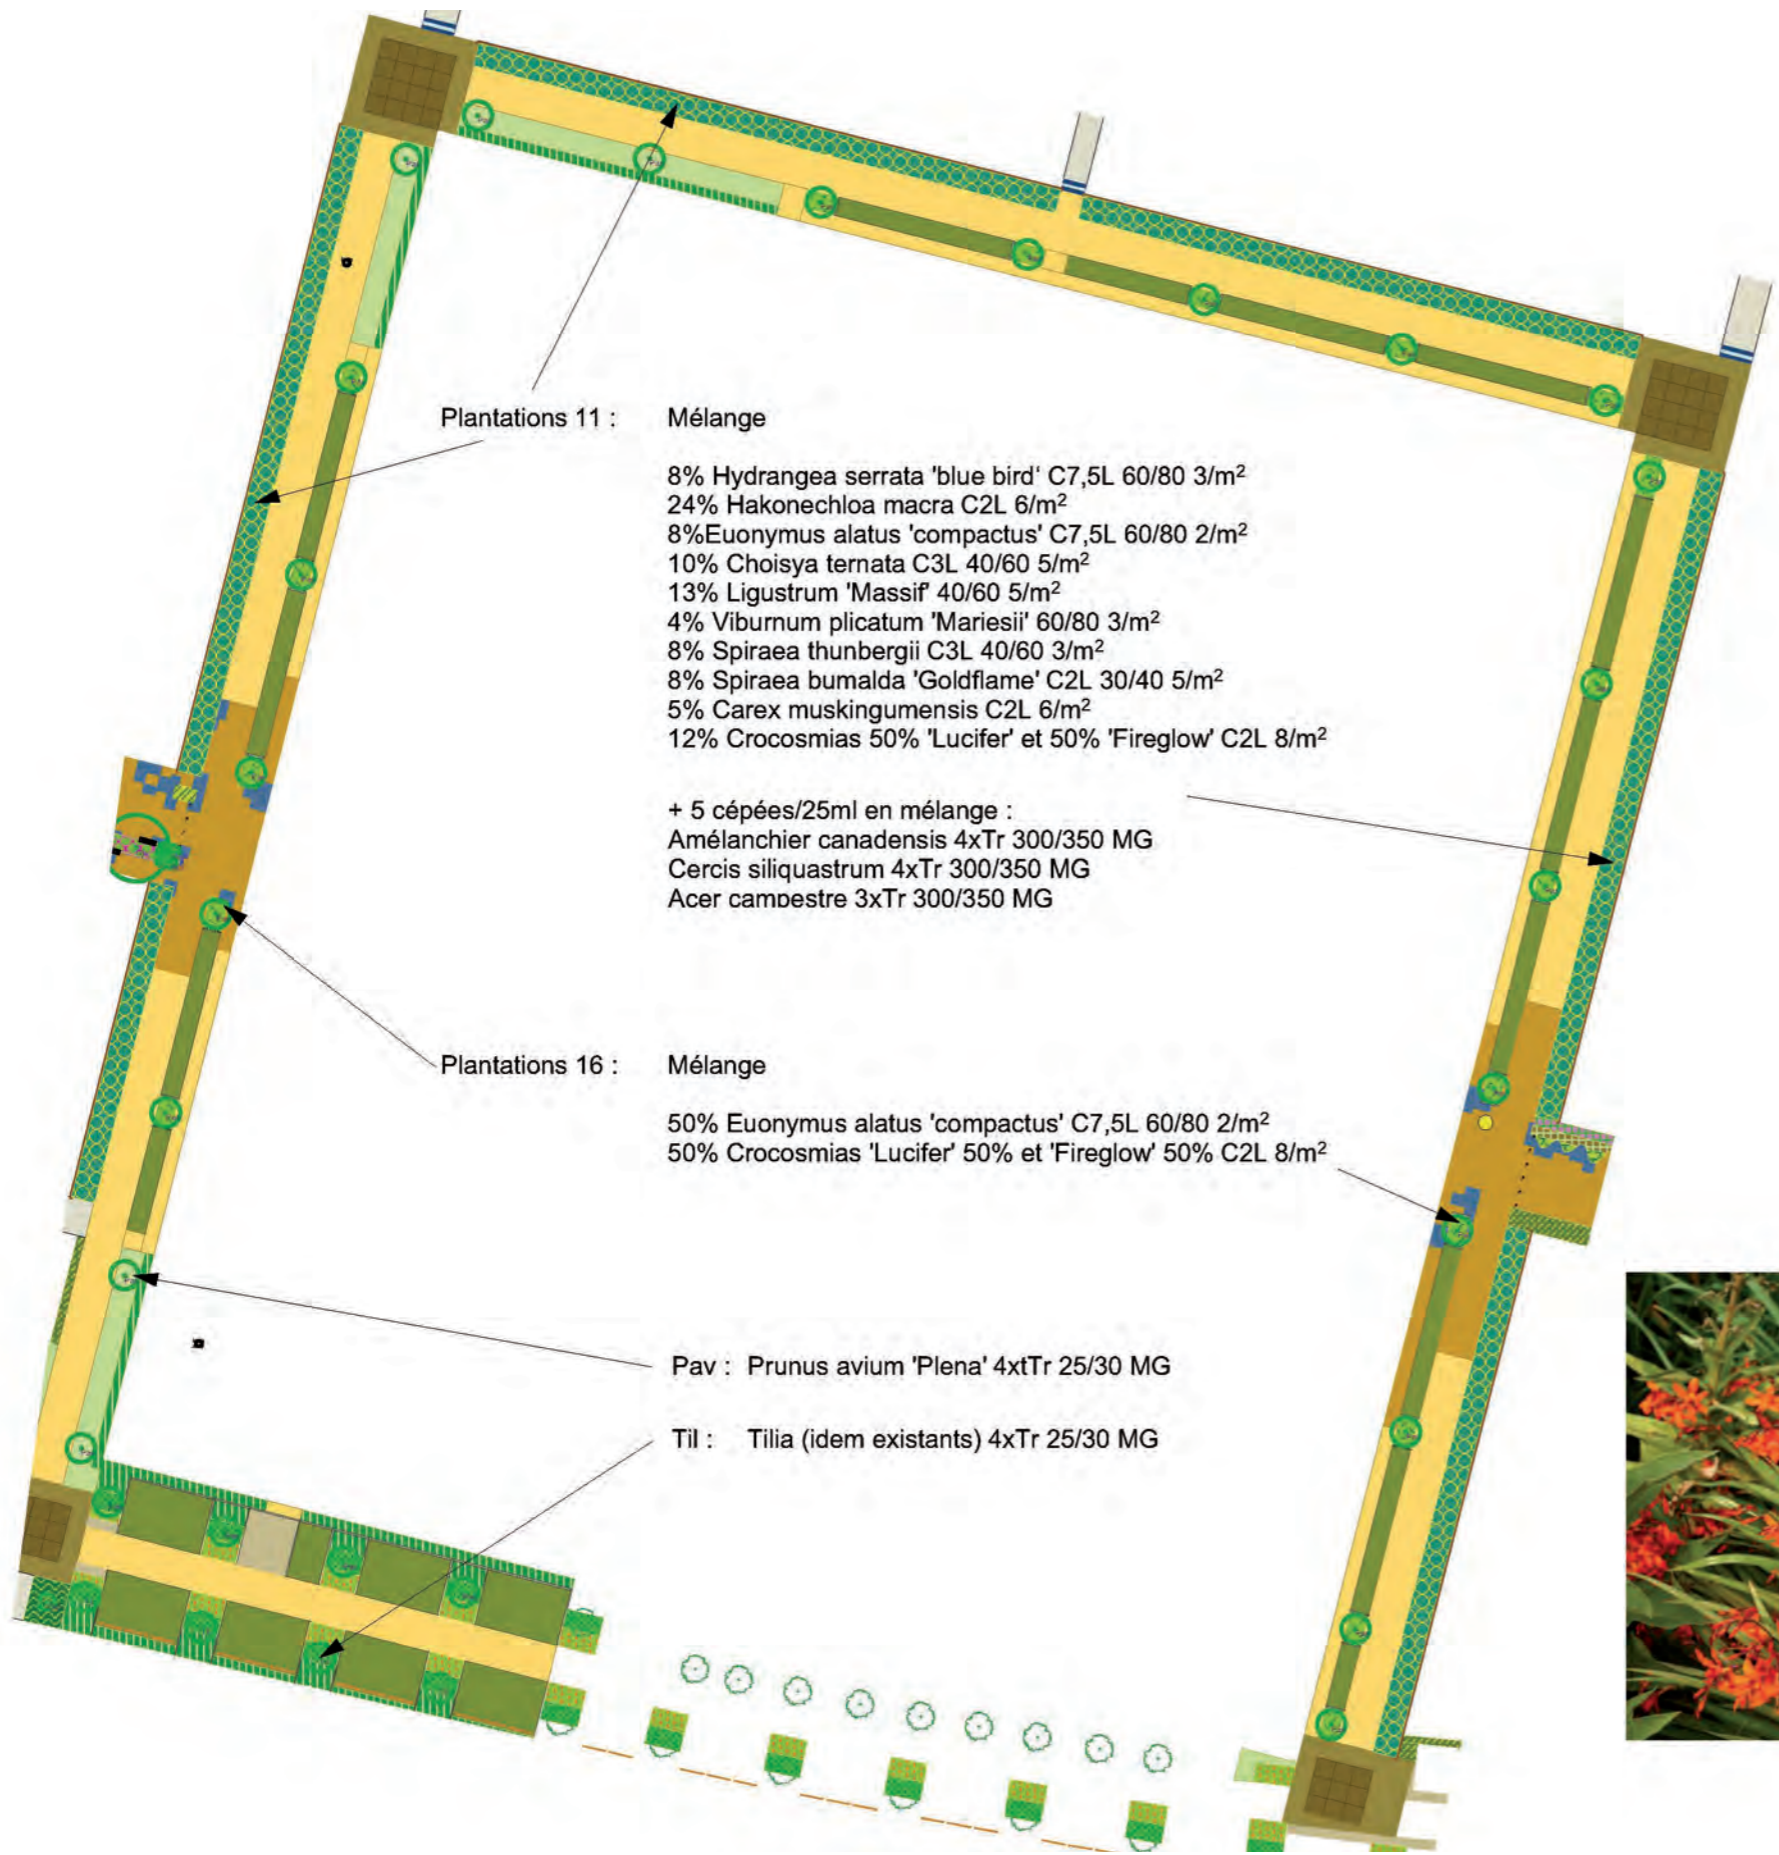 Plantations 11 : Mélange
8% Hydrangea serrata 'blue bird' C7,5L 60/80 3/m²
24% Hakonechloa macra C2L 6/m²
8%Euonymus alatus 'compactus' C7,5L 60/80 2/m²
10% Choisya ternata C3L 40/60 5/m²
13% Ligustrum 'Massif' 40/60 5/m²
4% Viburnum plicatum 'Mariesii' 60/80 3/m²
8% Spiraea thunbergii C3L 40/60 3/m²
8% Spiraea bumalda 'Goldflame' C2L 30/40 5/m²
5% Carex muskingumensis C2L 6/m²
12% Crocosmias 50% 'Lucifer' et 50% 'Fireglow' C2L 8/m²
+ 5 cépées/25ml en mélange :
Amélanchier canadensis 4xTr 300/350 MG
Cercis siliquastrum 4xTr 300/350 MG
Acer campestre 3xTr 300/350 MG
Plantations 16 : Mélange
50% Euonymus alatus 'compactus' C7,5L 60/80 2/m²
50% Crocosmias 'Lucifer' 50% et 'Fireglow' 50% C2L 8/m²
Pav : Prunus avium 'Plena' 4xtTr 25/30 MG
Til : Tilia (idem existants) 4xTr 25/30 MG